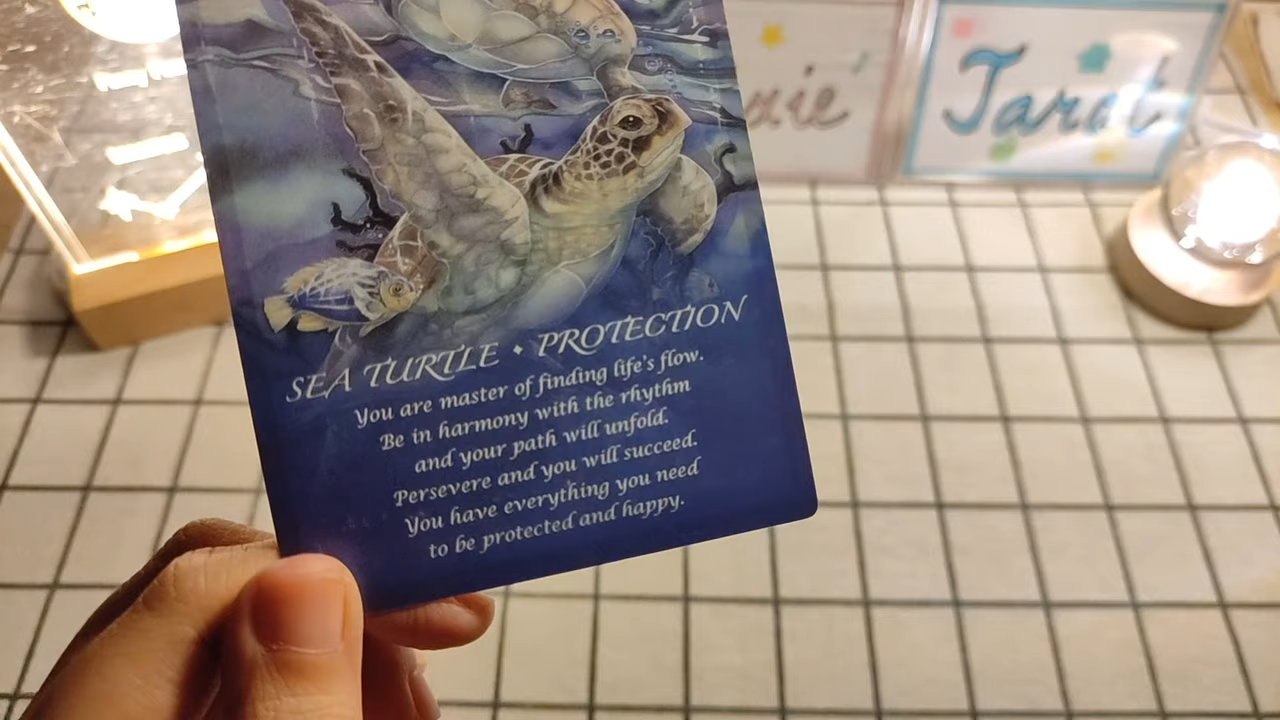 Tarot
SEA TURTLE • PROTECTION
You are master of finding life's flow.
Be in harmony with the rhythm
and your path will unfold.
Persevere and you will succeed.
You have everything you need
to be protected and happy.